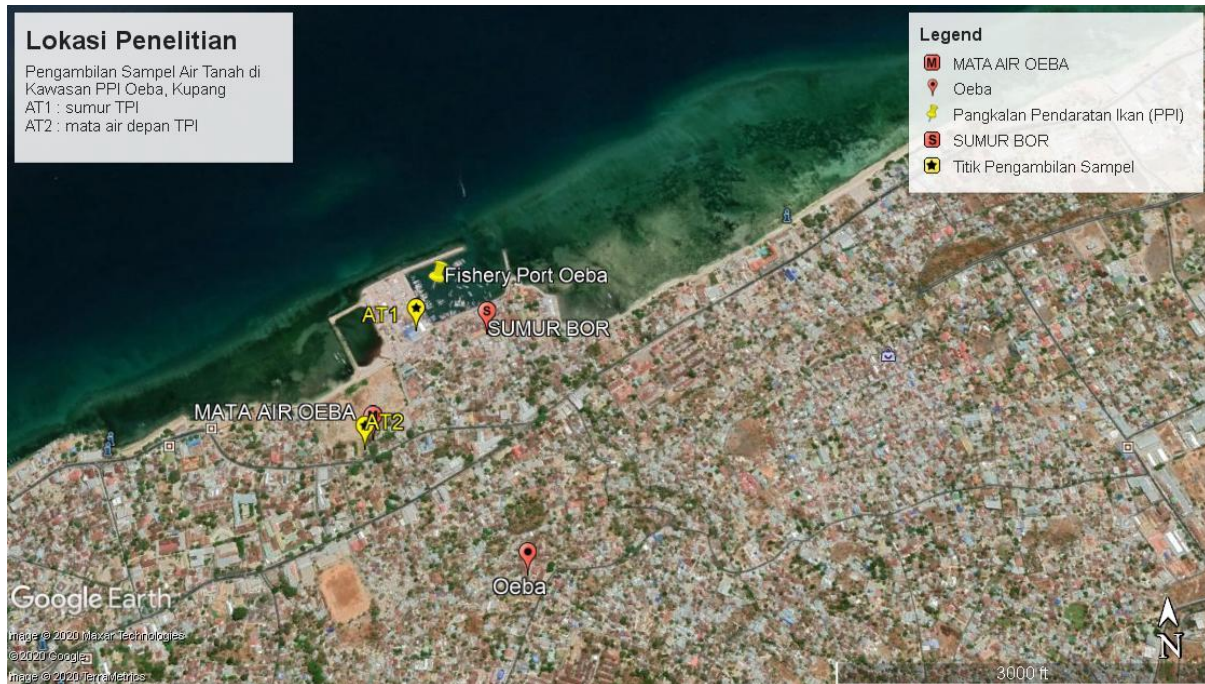 Lokasi Penelitian
Pengambilan Sampel Air Tanah di
Kawasan PPI Oeba, Kupang
AT1 : sumur TPI
AT2 : mata air depan TPI
Legend
M MATA AIR OEBA
Oeba
Pangkalan Pendaratan Ikan (PPI)
S SUMUR BOR
Titik Pengambilan Sampel
Fishery Port Oeba
AT1
S
SUMUR BOR
MATA AIR OEBA
AT2
Oeba
Google Earth
Image © 2020 Maxar Technologies
© 2020 Google
Image © 2020 TerraMetrics
N
3000 ft